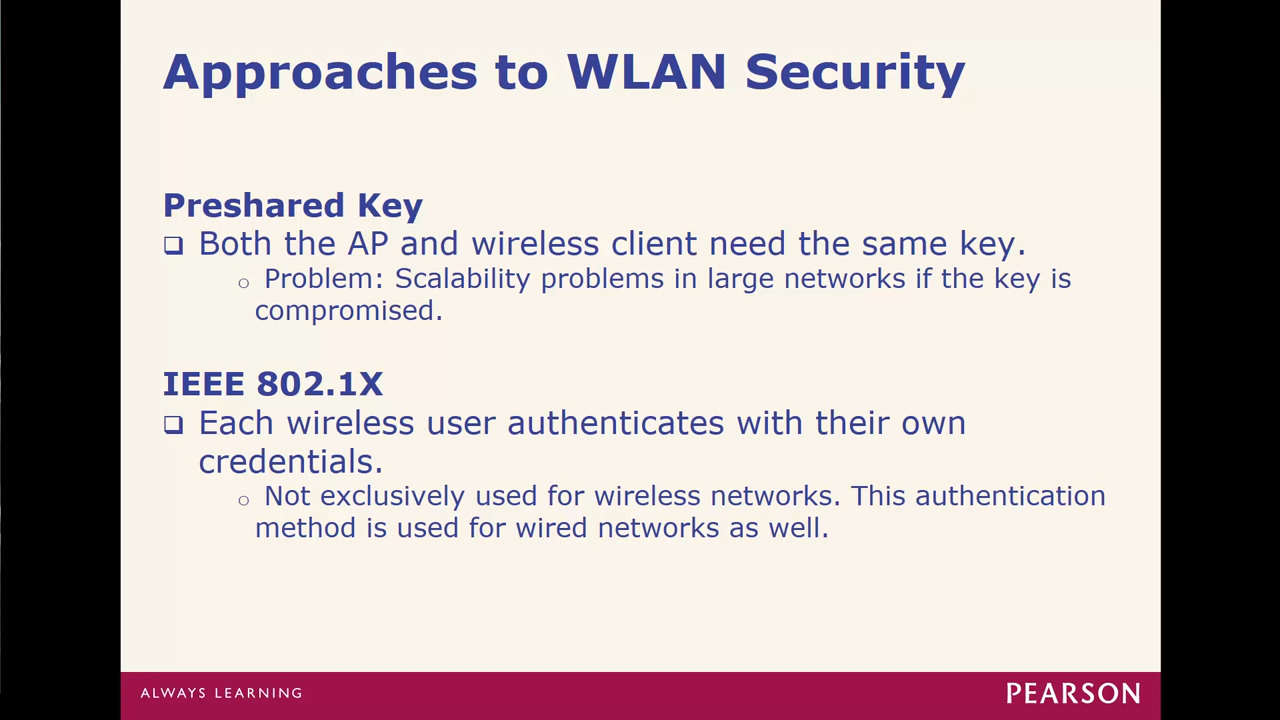 Approaches to WLAN Security
Preshared Key
❑ Both the AP and wireless client need the same key.
○ Problem: Scalability problems in large networks if the key is
compromised.
IEEE 802.1X
❑ Each wireless user authenticates with their own
credentials.
○ Not exclusively used for wireless networks. This authentication
method is used for wired networks as well.
ALWAYS LEARNING
PEARSON